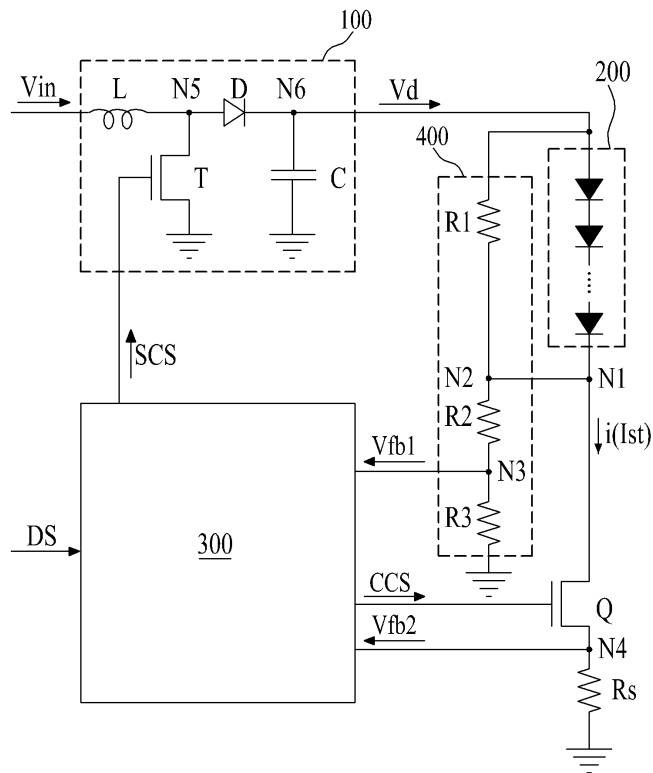 100
Vin
L
N5
D
N6
Vd
200
T
C
400
R1
SCS
N2
N1
R2
i(Ist)
Vfb1
N3
DS
300
R3
CCS
Q
Vfb2
N4
Rs